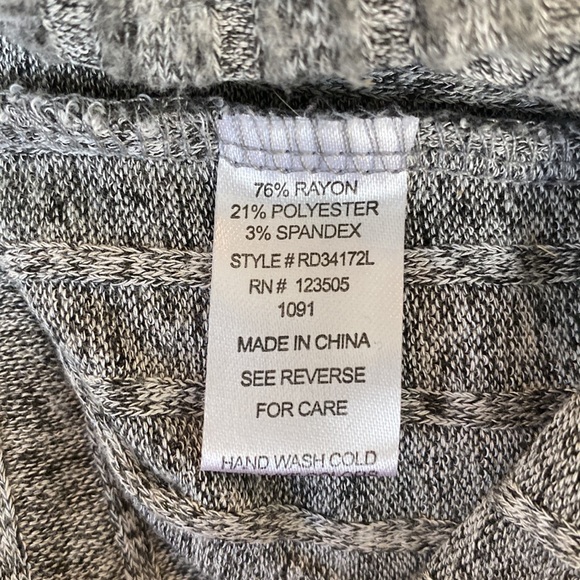 76% RAYON
21% POLYESTER
3% SPANDEX
STYLE # RD34172L
RN # 123505
1091
MADE IN CHINA
SEE REVERSE
FOR CARE
HAND WASH COLD